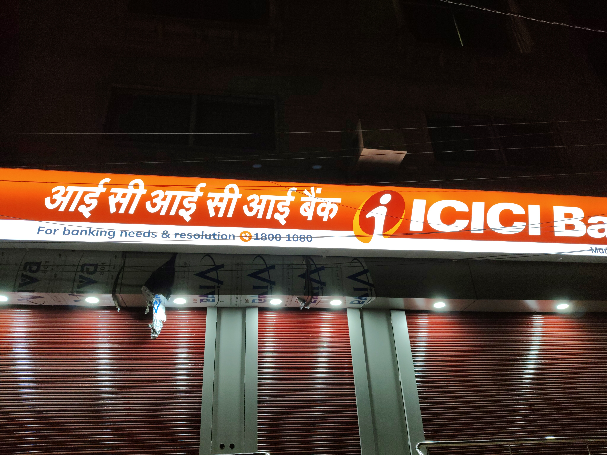 आई सी आई सी आई बैंक ICICI Ba
For banking needs & resolution 1800 1080